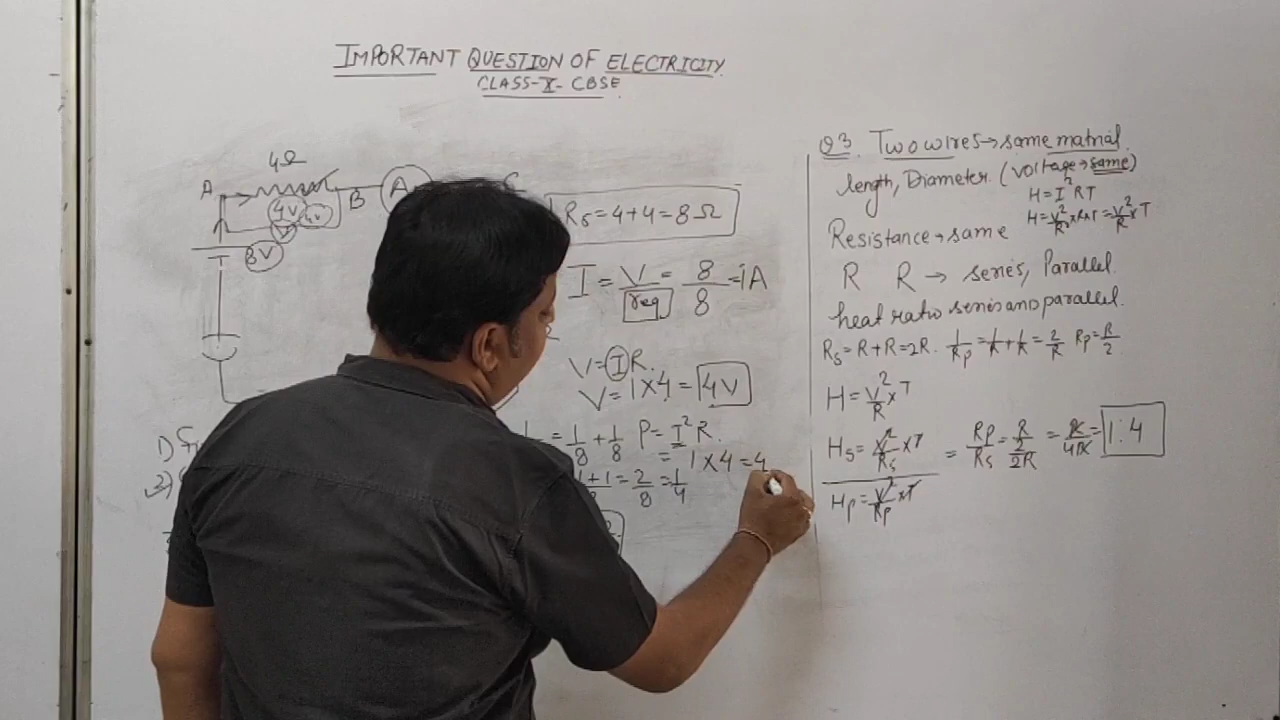 IMPORTANT QUESTION OF ELECTRICITY
CLASS-X-CBSE
4Ω
A
B
A
C
4V
4V
V
8V
Rs = 4+4 = 8Ω
I = V/req = 8/8 = 1A
V = IR.
V = 1×4 = 4V
= 1/8 + 1/8
P = I²R.
= 1×4 = 4
1+1 = 2/8 = 1/4
1)
2)
Q3. Two wires → same matrial
length, Diameter. (voltage → same)
H = I²RT
H = V²/R² × R×T = V²/R × T
Resistance → same
R R → series, Parallel.
heat ratio series and parallel.
Rs = R+R = 2R. 1/Rp = 1/R + 1/R = 2/R Rp = R/2
H = V²/R × T
Hs = V²/Rs × T
Hp = V²/Rp × T
= Rp/Rs = R/2/2R = R/4R = 1:4